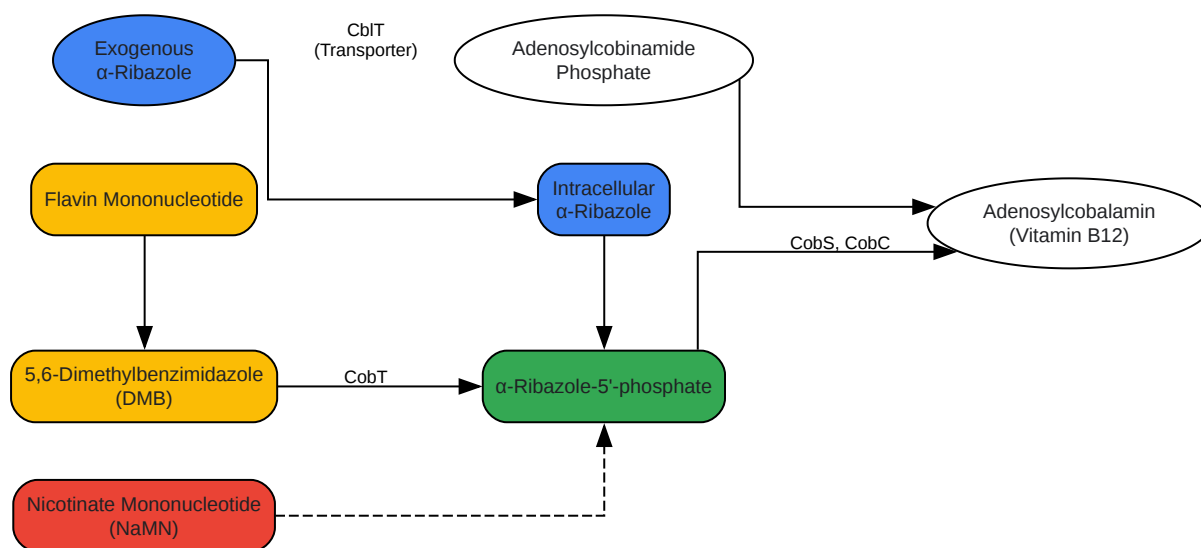 Exogenous
α-Ribazole
CblT
(Transporter)
Adenosylcobinamide
Phosphate
Flavin Mononucleotide
Intracellular
α-Ribazole
Adenosylcobalamin
(Vitamin B12)
CobS, CobC
5,6-Dimethylbenzimidazole
(DMB)
CobT
α-Ribazole-5'-phosphate
Nicotinate Mononucleotide
(NaMN)